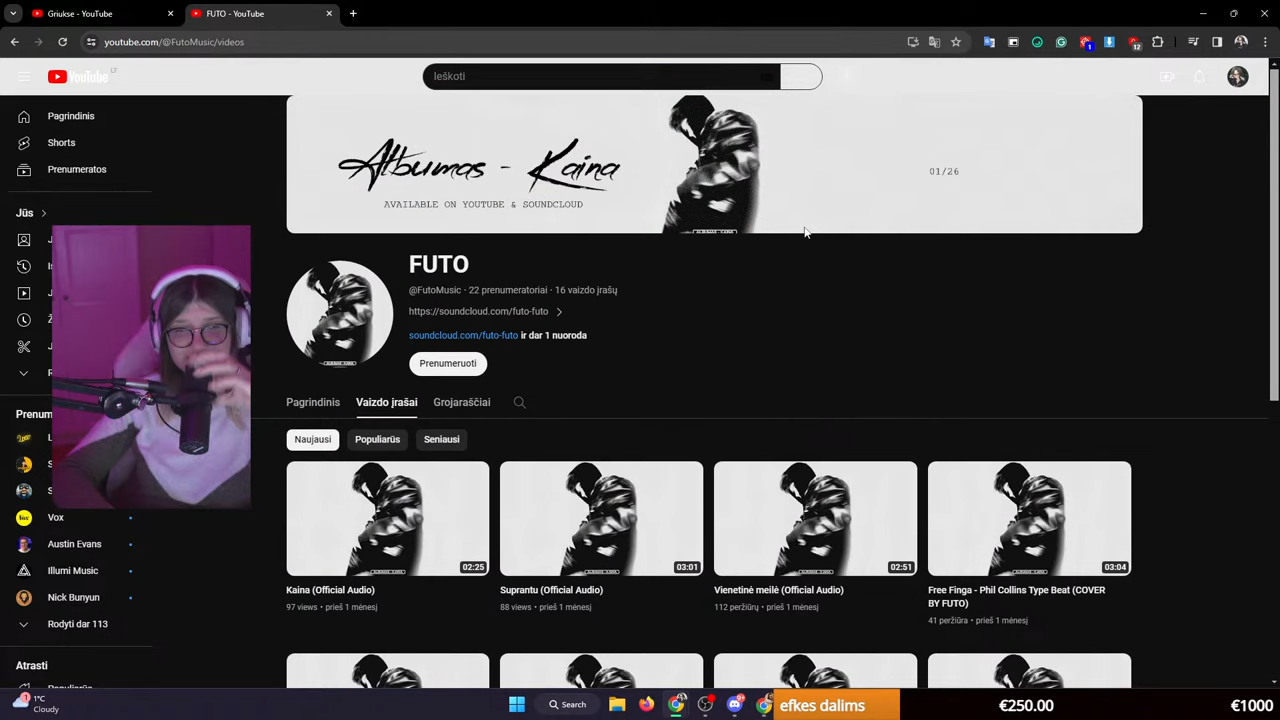 Griukse - YouTube
FUTO - YouTube
youtube.com/@FutoMusic/videos
1
12
YouTube
Ieškoti
Pagrindinis
Shorts
Prenumeratos
Jūs
Albumas - Kaina
AVAILABLE ON YOUTUBE & SOUNDCLOUD
01/26
FUTO
@FutoMusic · 22 prenumeratoriai · 16 vaizdo įrašų
https://soundcloud.com/futo-futo
soundcloud.com/futo-futo ir dar 1 nuoroda
Prenumeruoti
Pagrindinis Vaizdo įrašai Grojaraščiai
Naujausi Populiarūs Seniausi
Prenum
Vox
Austin Evans
Illumi Music
Nick Bunyun
Rodyti dar 113
Atrasti
02:25
Kaina (Official Audio)
97 views • prieš 1 mėnesį
03:01
Suprantu (Official Audio)
88 views • prieš 1 mėnesį
02:51
Vienetinė meilė (Official Audio)
112 peržiūrų • prieš 1 mėnesį
03:04
Free Finga - Phil Collins Type Beat (COVER
BY FUTO)
41 peržiūra • prieš 1 mėnesį
1°C
Cloudy
Search
efkes dalims
€250.00
€1000